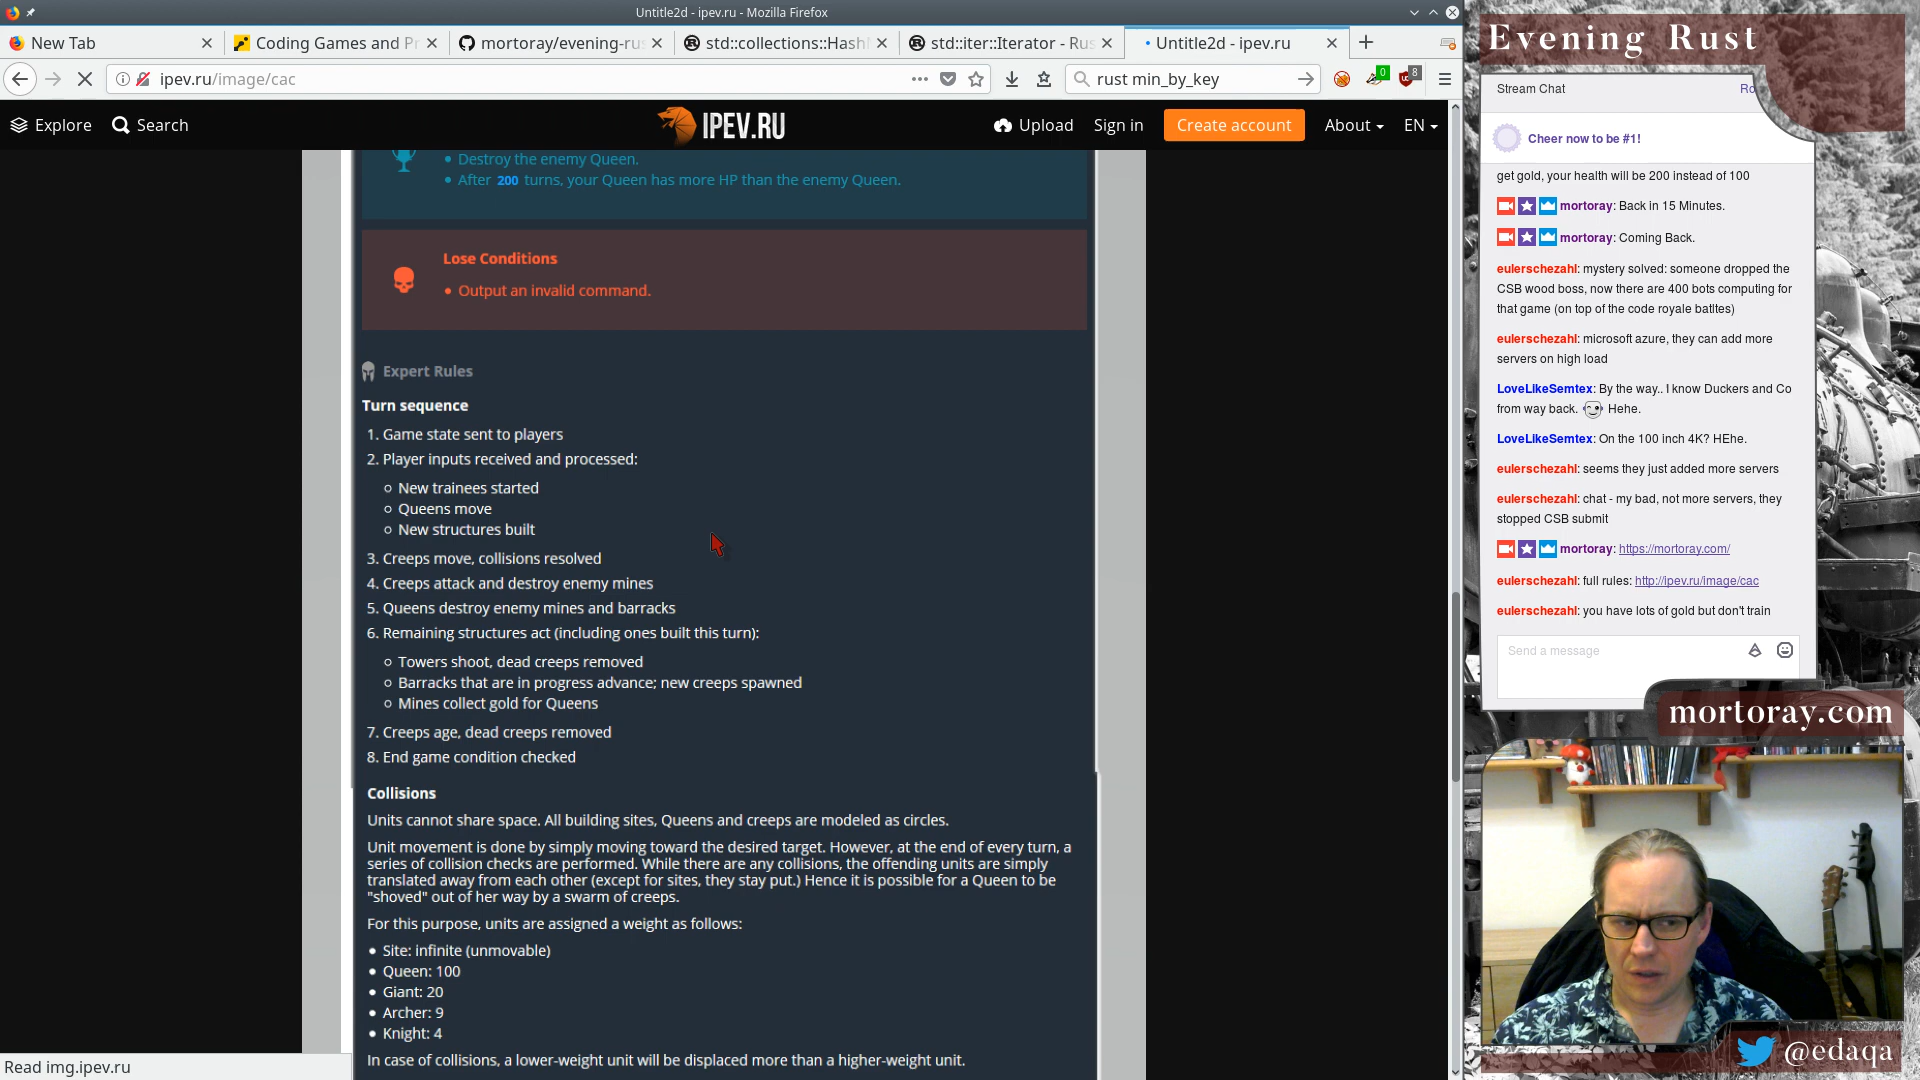 Untitle2d - ipev.ru - Mozilla Firefox
New Tab
Coding Games and Pr
mortoray/evening-rus
std::collections::Hash
std::iter::Iterator - Rus
Untitle2d - ipev.ru
ipev.ru/image/cac
rust min_by_key
0
8
Explore
Search
IPEV.RU
Upload
Sign in
Create account
About
EN
Destroy the enemy Queen.
After 200 turns, your Queen has more HP than the enemy Queen.
Lose Conditions
Output an invalid command.
Expert Rules
Turn sequence
1. Game state sent to players
2. Player inputs received and processed:
New trainees started
Queens move
New structures built
3. Creeps move, collisions resolved
4. Creeps attack and destroy enemy mines
5. Queens destroy enemy mines and barracks
6. Remaining structures act (including ones built this turn):
Towers shoot, dead creeps removed
Barracks that are in progress advance; new creeps spawned
Mines collect gold for Queens
7. Creeps age, dead creeps removed
8. End game condition checked
Collisions
Units cannot share space. All building sites, Queens and creeps are modeled as circles.
Unit movement is done by simply moving toward the desired target. However, at the end of every turn, a
series of collision checks are performed. While there are any collisions, the offending units are simply
translated away from each other (except for sites, they stay put.) Hence it is possible for a Queen to be
"shoved" out of her way by a swarm of creeps.
For this purpose, units are assigned a weight as follows:
Site: infinite (unmovable)
Queen: 100
Giant: 20
Archer: 9
Knight: 4
In case of collisions, a lower-weight unit will be displaced more than a higher-weight unit.
Read img.ipev.ru
Evening Rust
Stream Chat
Ro
Cheer now to be #1!
get gold, your health will be 200 instead of 100
mortoray: Back in 15 Minutes.
mortoray: Coming Back.
eulerschezahl: mystery solved: someone dropped the
CSB wood boss, now there are 400 bots computing for
that game (on top of the code royale batltes)
eulerschezahl: microsoft azure, they can add more
servers on high load
LoveLikeSemtex: By the way.. I know Duckers and Co
from way back. Hehe.
LoveLikeSemtex: On the 100 inch 4K? HEhe.
eulerschezahl: seems they just added more servers
eulerschezahl: chat - my bad, not more servers, they
stopped CSB submit
mortoray: https://mortoray.com/
eulerschezahl: full rules: http://ipev.ru/image/cac
eulerschezahl: you have lots of gold but don't train
Send a message
mortoray.com
@edaqa